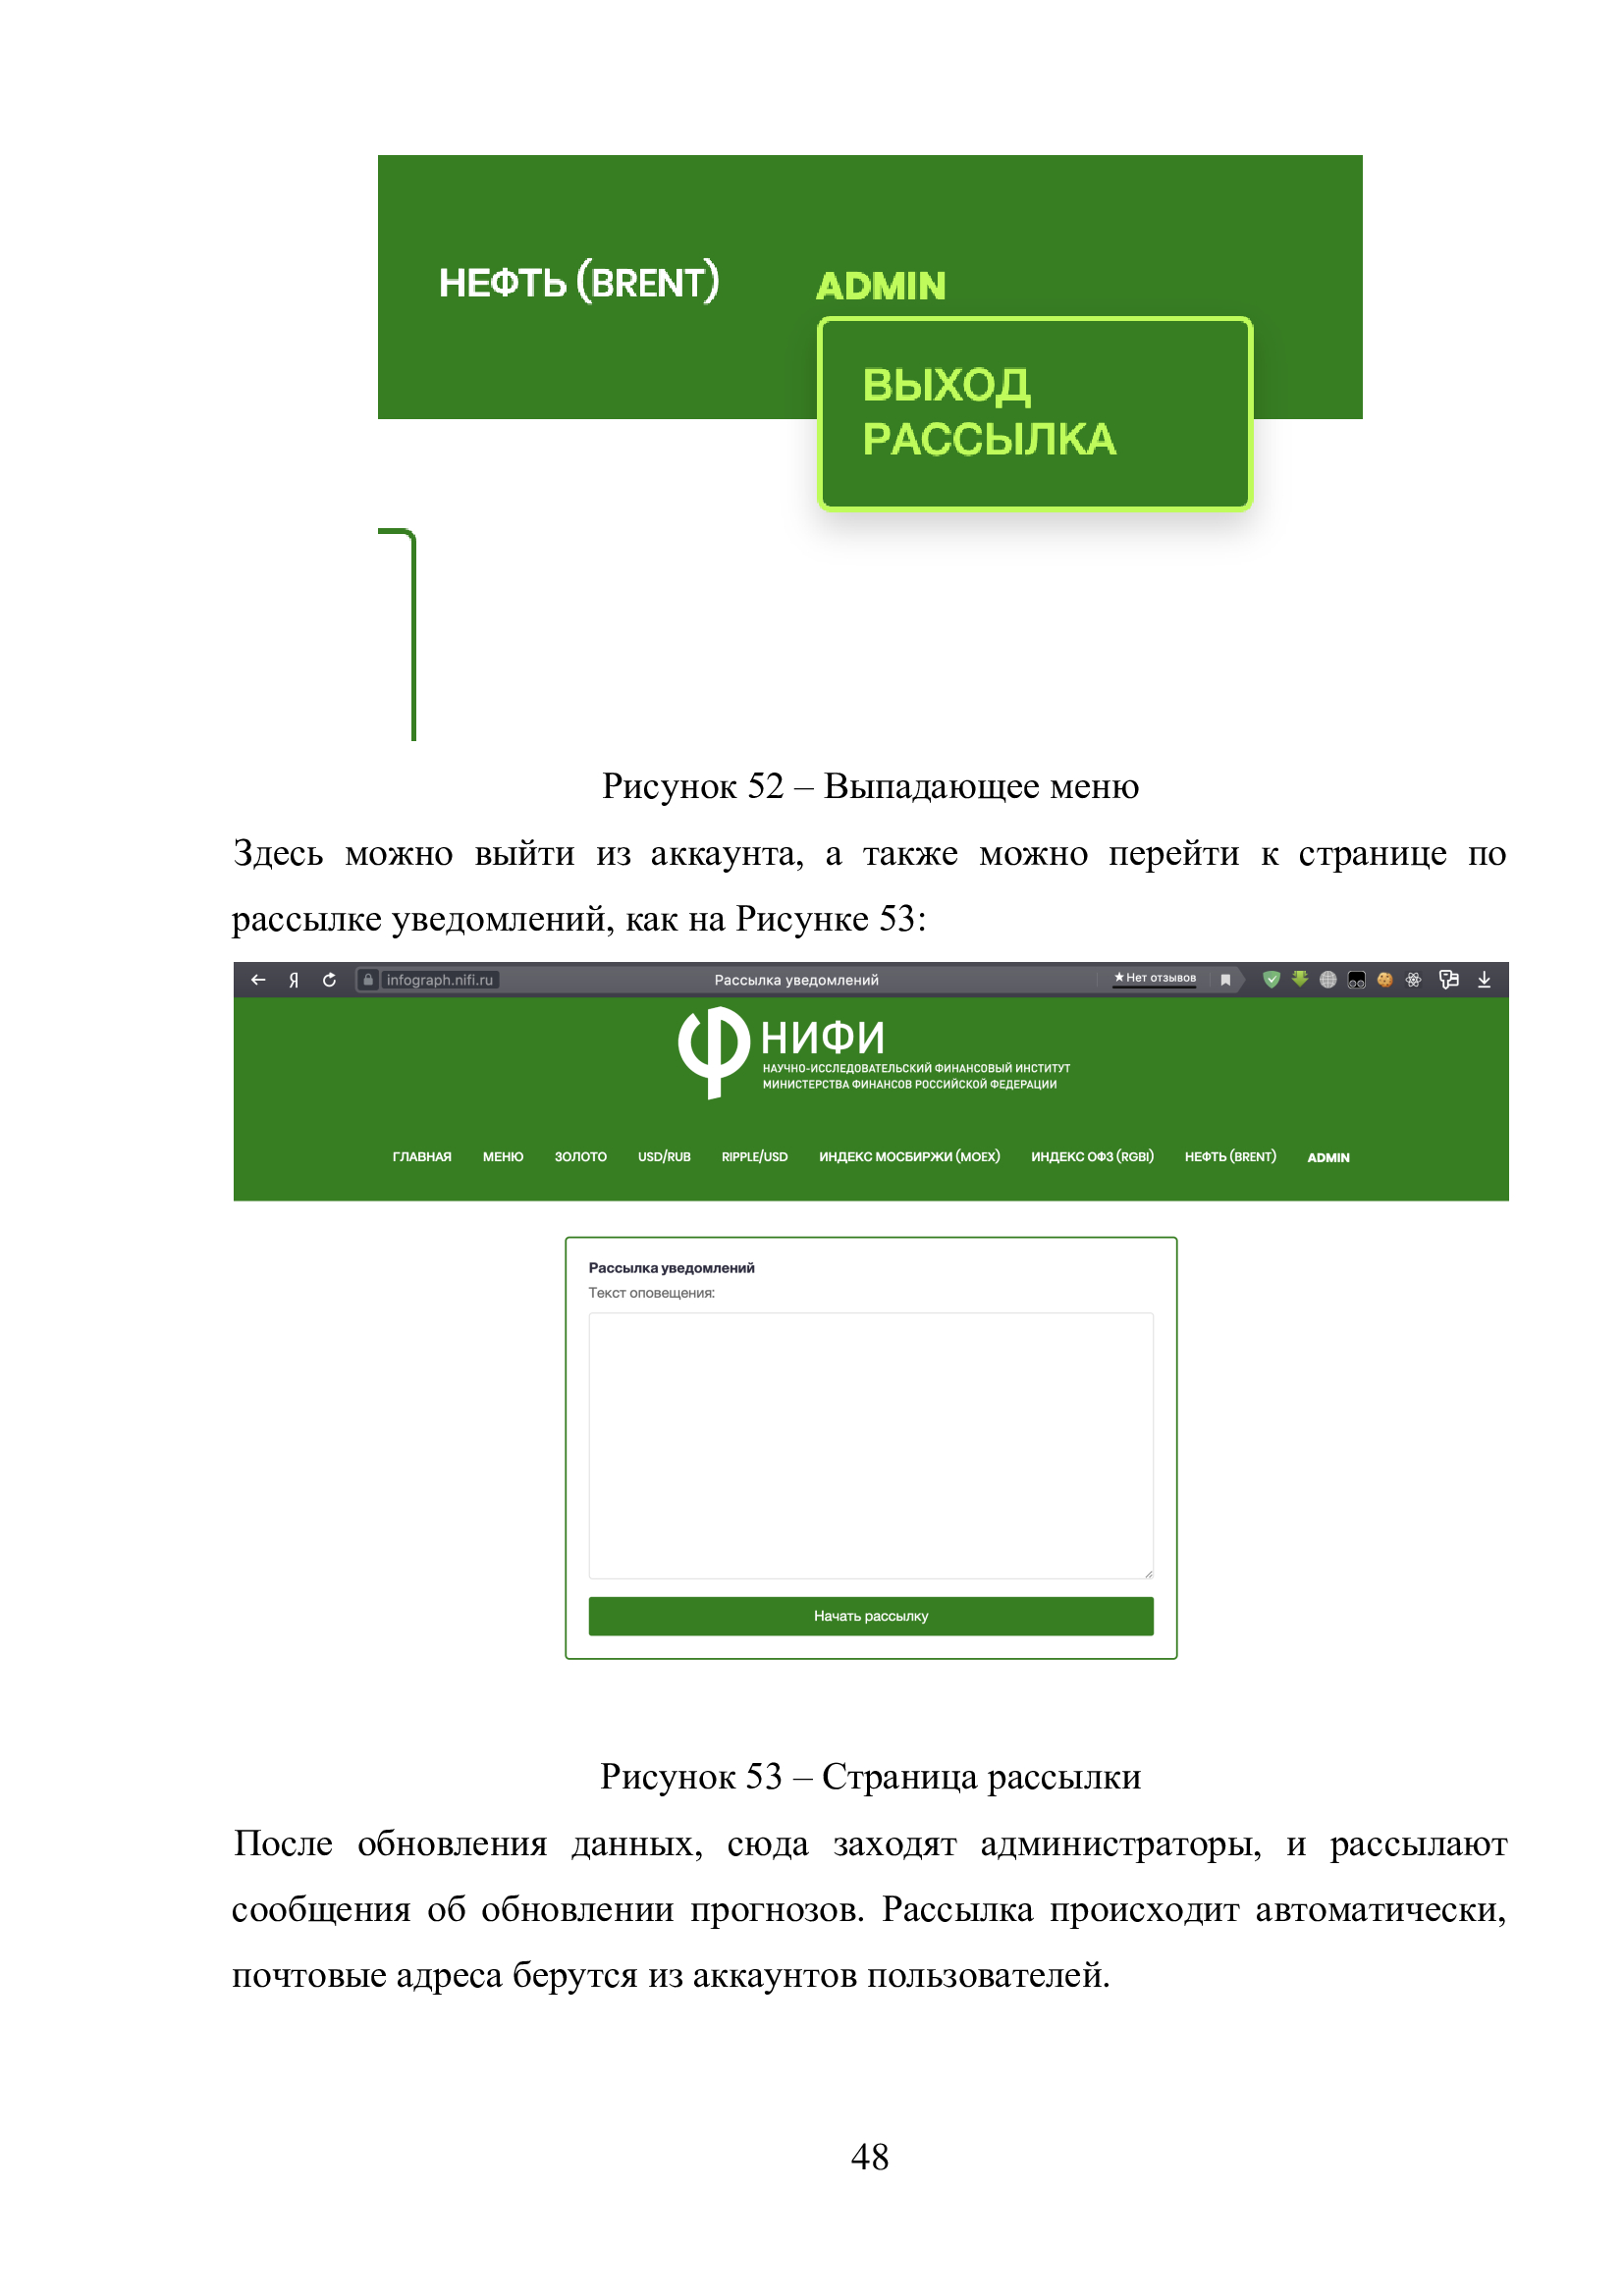 НЕФТЬ (BRENT)
ADMIN
ВЫХОД
РАССЫЛКА
Рисунок 52 – Выпадающее меню
Здесь можно выйти из аккаунта, а также можно перейти к странице по
рассылке уведомлений, как на Рисунке 53:
Я infograph.nifi.ru Рассылка уведомлений ★Нет отзывов
НИФИ
НАУЧНО-ИССЛЕДОВАТЕЛЬСКИЙ ФИНАНСОВЫЙ ИНСТИТУТ
МИНИСТЕРСТВА ФИНАНСОВ РОССИЙСКОЙ ФЕДЕРАЦИИ
ГЛАВНАЯ МЕНЮ ЗОЛОТО USD/RUB RIPPLE/USD ИНДЕКС МОСБИРЖИ (MOEX) ИНДЕКС ОФЗ (RGBI) НЕФТЬ (BRENT) ADMIN
Рассылка уведомлений
Текст оповещения:
Начать рассылку
Рисунок 53 – Страница рассылки
После обновления данных, сюда заходят администраторы, и рассылают
сообщения об обновлении прогнозов. Рассылка происходит автоматически,
почтовые адреса берутся из аккаунтов пользователей.
48